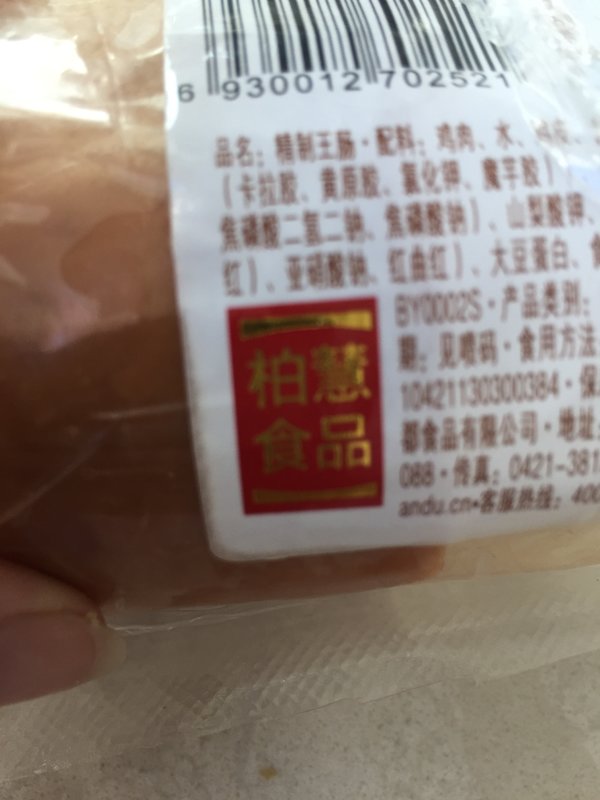 6 930012 702521
品名：精制王肠·配料：鸡肉、水、
（卡拉胶、黄原胶、氯化钾、魔芋胶）
焦磷酸二氢二钠、焦磷酸钠）、山梨酸钾、
红）、亚硝酸钠、红曲红）、大豆蛋白、食
BY0002S·产品类别：
期：见喷码·食用方法
10421130300384·保
都食品有限公司·地址：
088·传真：0421-381
andu.cn·客服热线：400
柏慧
食品